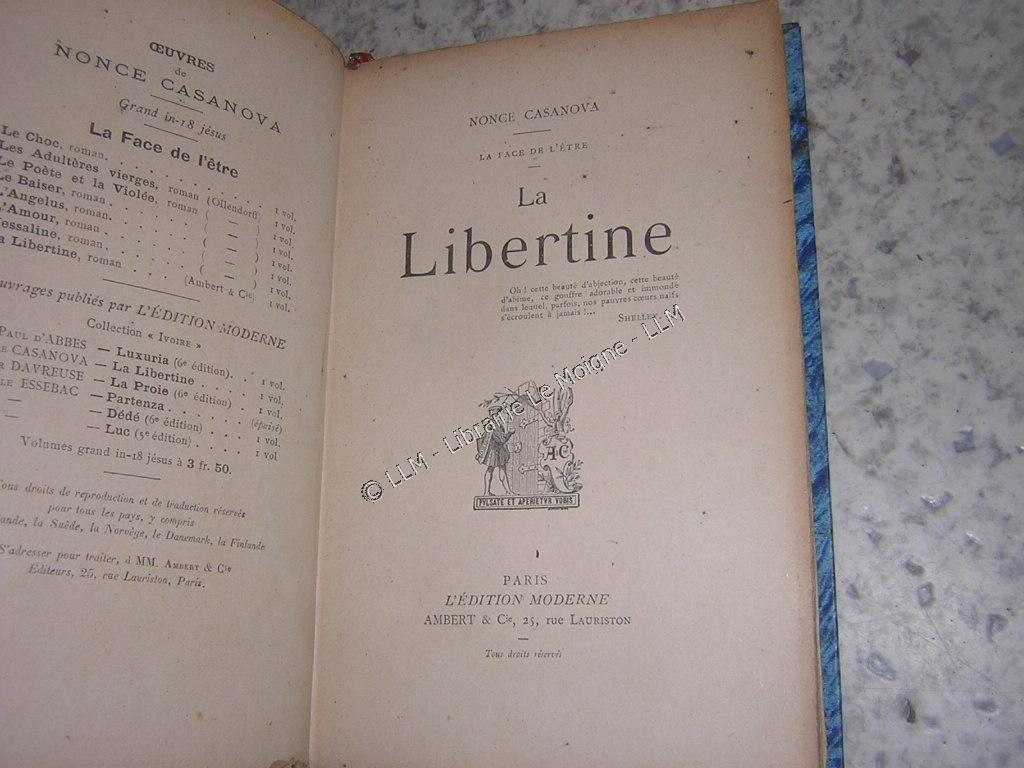 ŒUVRES
de
NONCE CASANOVA
Grand in-18 jésus
La Face de l'être
Le Choc, roman. . . . . . . . . . 1 vol.
Les Adultères vierges, roman (Ollendorff) 1 vol.
Le Poète et la Violée, roman ( — ) 1 vol.
Le Baiser, roman. . . . . . ( — ) 1 vol.
L'Angelus, roman. . . . . . ( — ) 1 vol.
L'Amour, roman . . . . . . ( — ) 1 vol.
Messaline, roman. . . . . . ( — ) 1 vol.
La Libertine, roman . . . . (Ambert & Cie) 1 vol.
Ouvrages publiés par L'ÉDITION MODERNE
Collection « IVOIRE »
PAUL D'ABBES — Luxuria (6e édition). . 1 vol.
CASANOVA — La Libertine . . . . 1 vol.
DAVREUSE — La Proie (6e édition) . 1 vol.
ESSEBAC — Partenza . . . . . (épuisé)
— — Dédé (6e édition) . . . 1 vol.
— — Luc (5e édition) . . . . 1 vol
Volumes grand in-18 jésus à 3 fr. 50.
Tous droits de reproduction et de traduction réservés
pour tous les pays, y compris
la Suède, la Norvège, le Danemark, la Finlande
S'adresser pour traiter, à MM. AMBERT & Cie
Éditeurs, 25, rue Lauriston, Paris.
NONCE CASANOVA
LA FACE DE L'ÊTRE
La
Libertine
Oh ! cette beauté d'abjection, cette beauté
d'abîme, ce gouffre adorable et immonde
dans lequel, parfois, nos pauvres cœurs naïfs
s'écroulent à jamais !...
SHELLEY.
AC
PVLSATE ET APERIETVR VOBIS
PARIS
L'ÉDITION MODERNE
AMBERT & Cie, 25, rue LAURISTON
Tous droits réservés
© LLM - Librairie Le Moigne - LLM